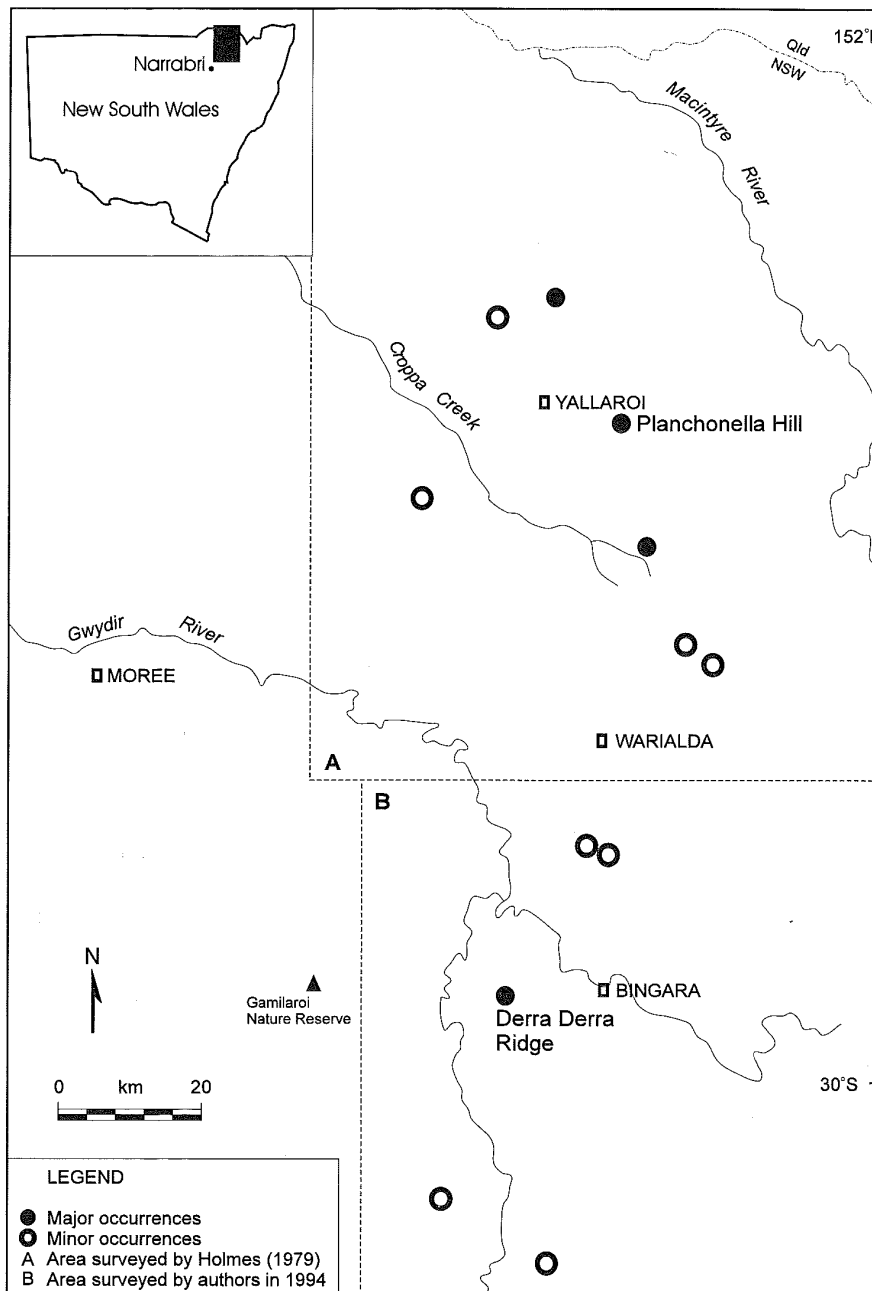 Narrabri
New South Wales
152°
Qld
NSW
Macintyre River
Croppa Creek
YALLAROI
Planchonella Hill
Gwydir River
MOREE
WARIALDA
A
B
N
Gamilaroi
Nature Reserve
BINGARA
Derra Derra
Ridge
0 km 20
30°S
LEGEND
Major occurrences
Minor occurrences
A Area surveyed by Holmes (1979)
B Area surveyed by authors in 1994